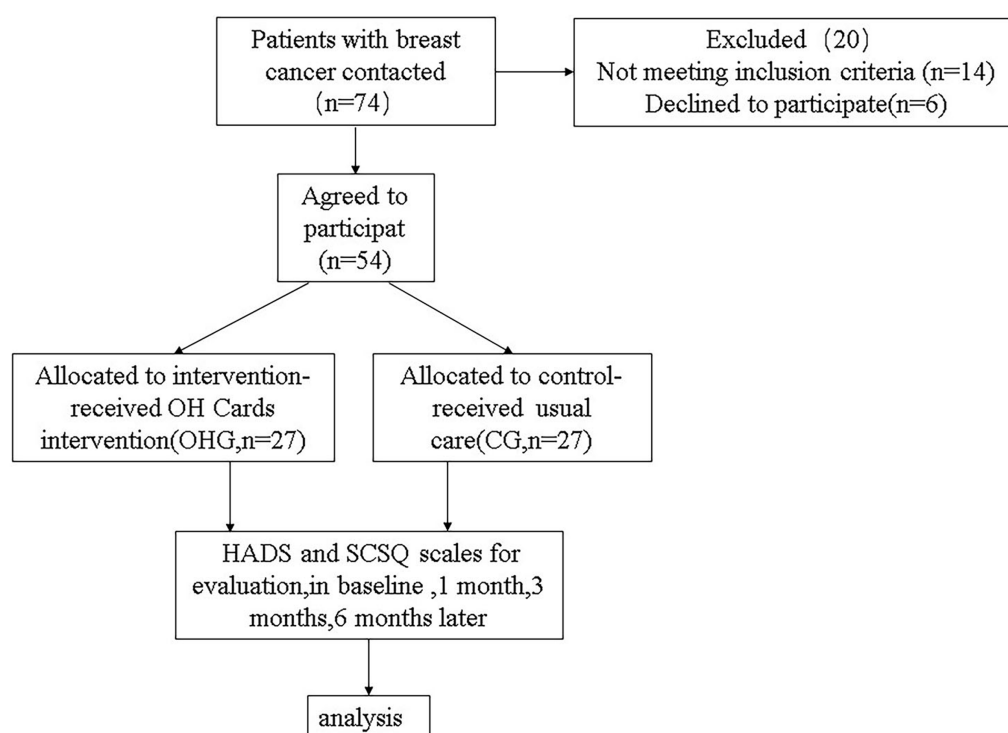 Patients with breast
cancer contacted
（n=74）
Excluded（20）
Not meeting inclusion criteria (n=14)
Declined to participate(n=6)
Agreed to
participat
(n=54)
Allocated to intervention-
received OH Cards
intervention(OHG,n=27)
Allocated to control-
received usual
care(CG,n=27)
HADS and SCSQ scales for
evaluation,in baseline ,1 month,3
months,6 months later
analysis